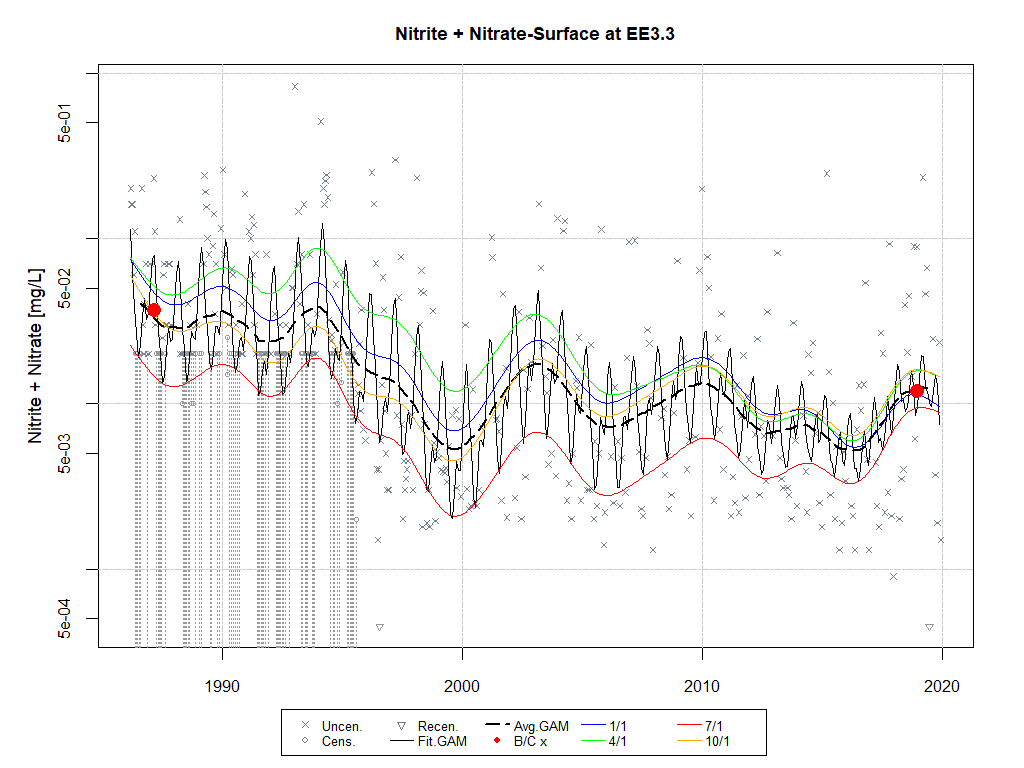 Nitrite + Nitrate-Surface at EE3.3
Nitrite + Nitrate [mg/L]
5e-01
5e-02
5e-03
5e-04
1990 2000 2010 2020
Uncen. Recen. Avg.GAM 1/1 7/1
Cens. Fit.GAM B/C x 4/1 10/1